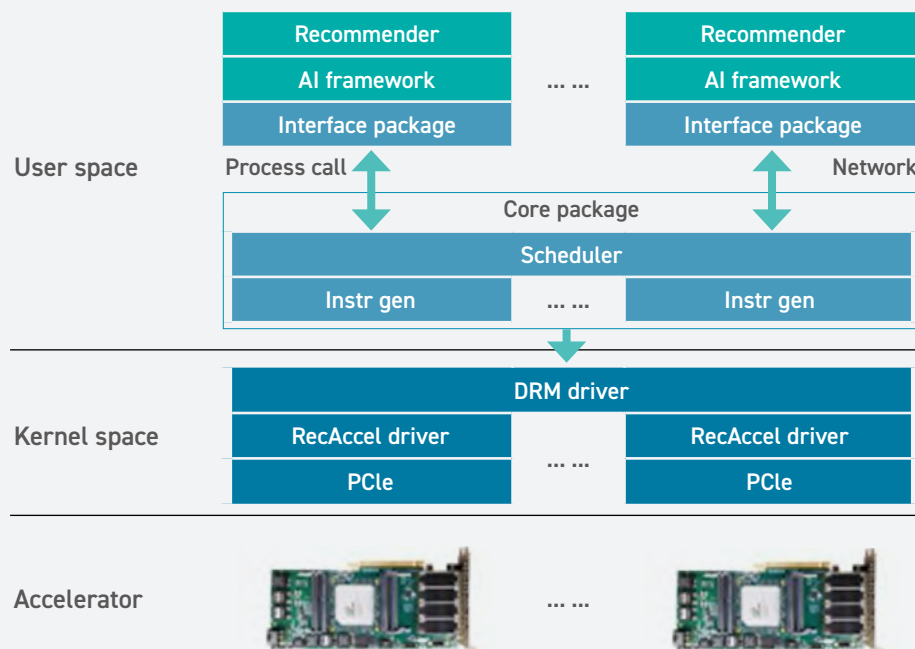 Recommender
Recommender
AI framework
... ...
AI framework
Interface package
Interface package
User space
Process call
Network
Core package
Scheduler
Instr gen
... ...
Instr gen
DRM driver
Kernel space
RecAccel driver
RecAccel driver
... ...
PCIe
PCIe
Accelerator
... ...